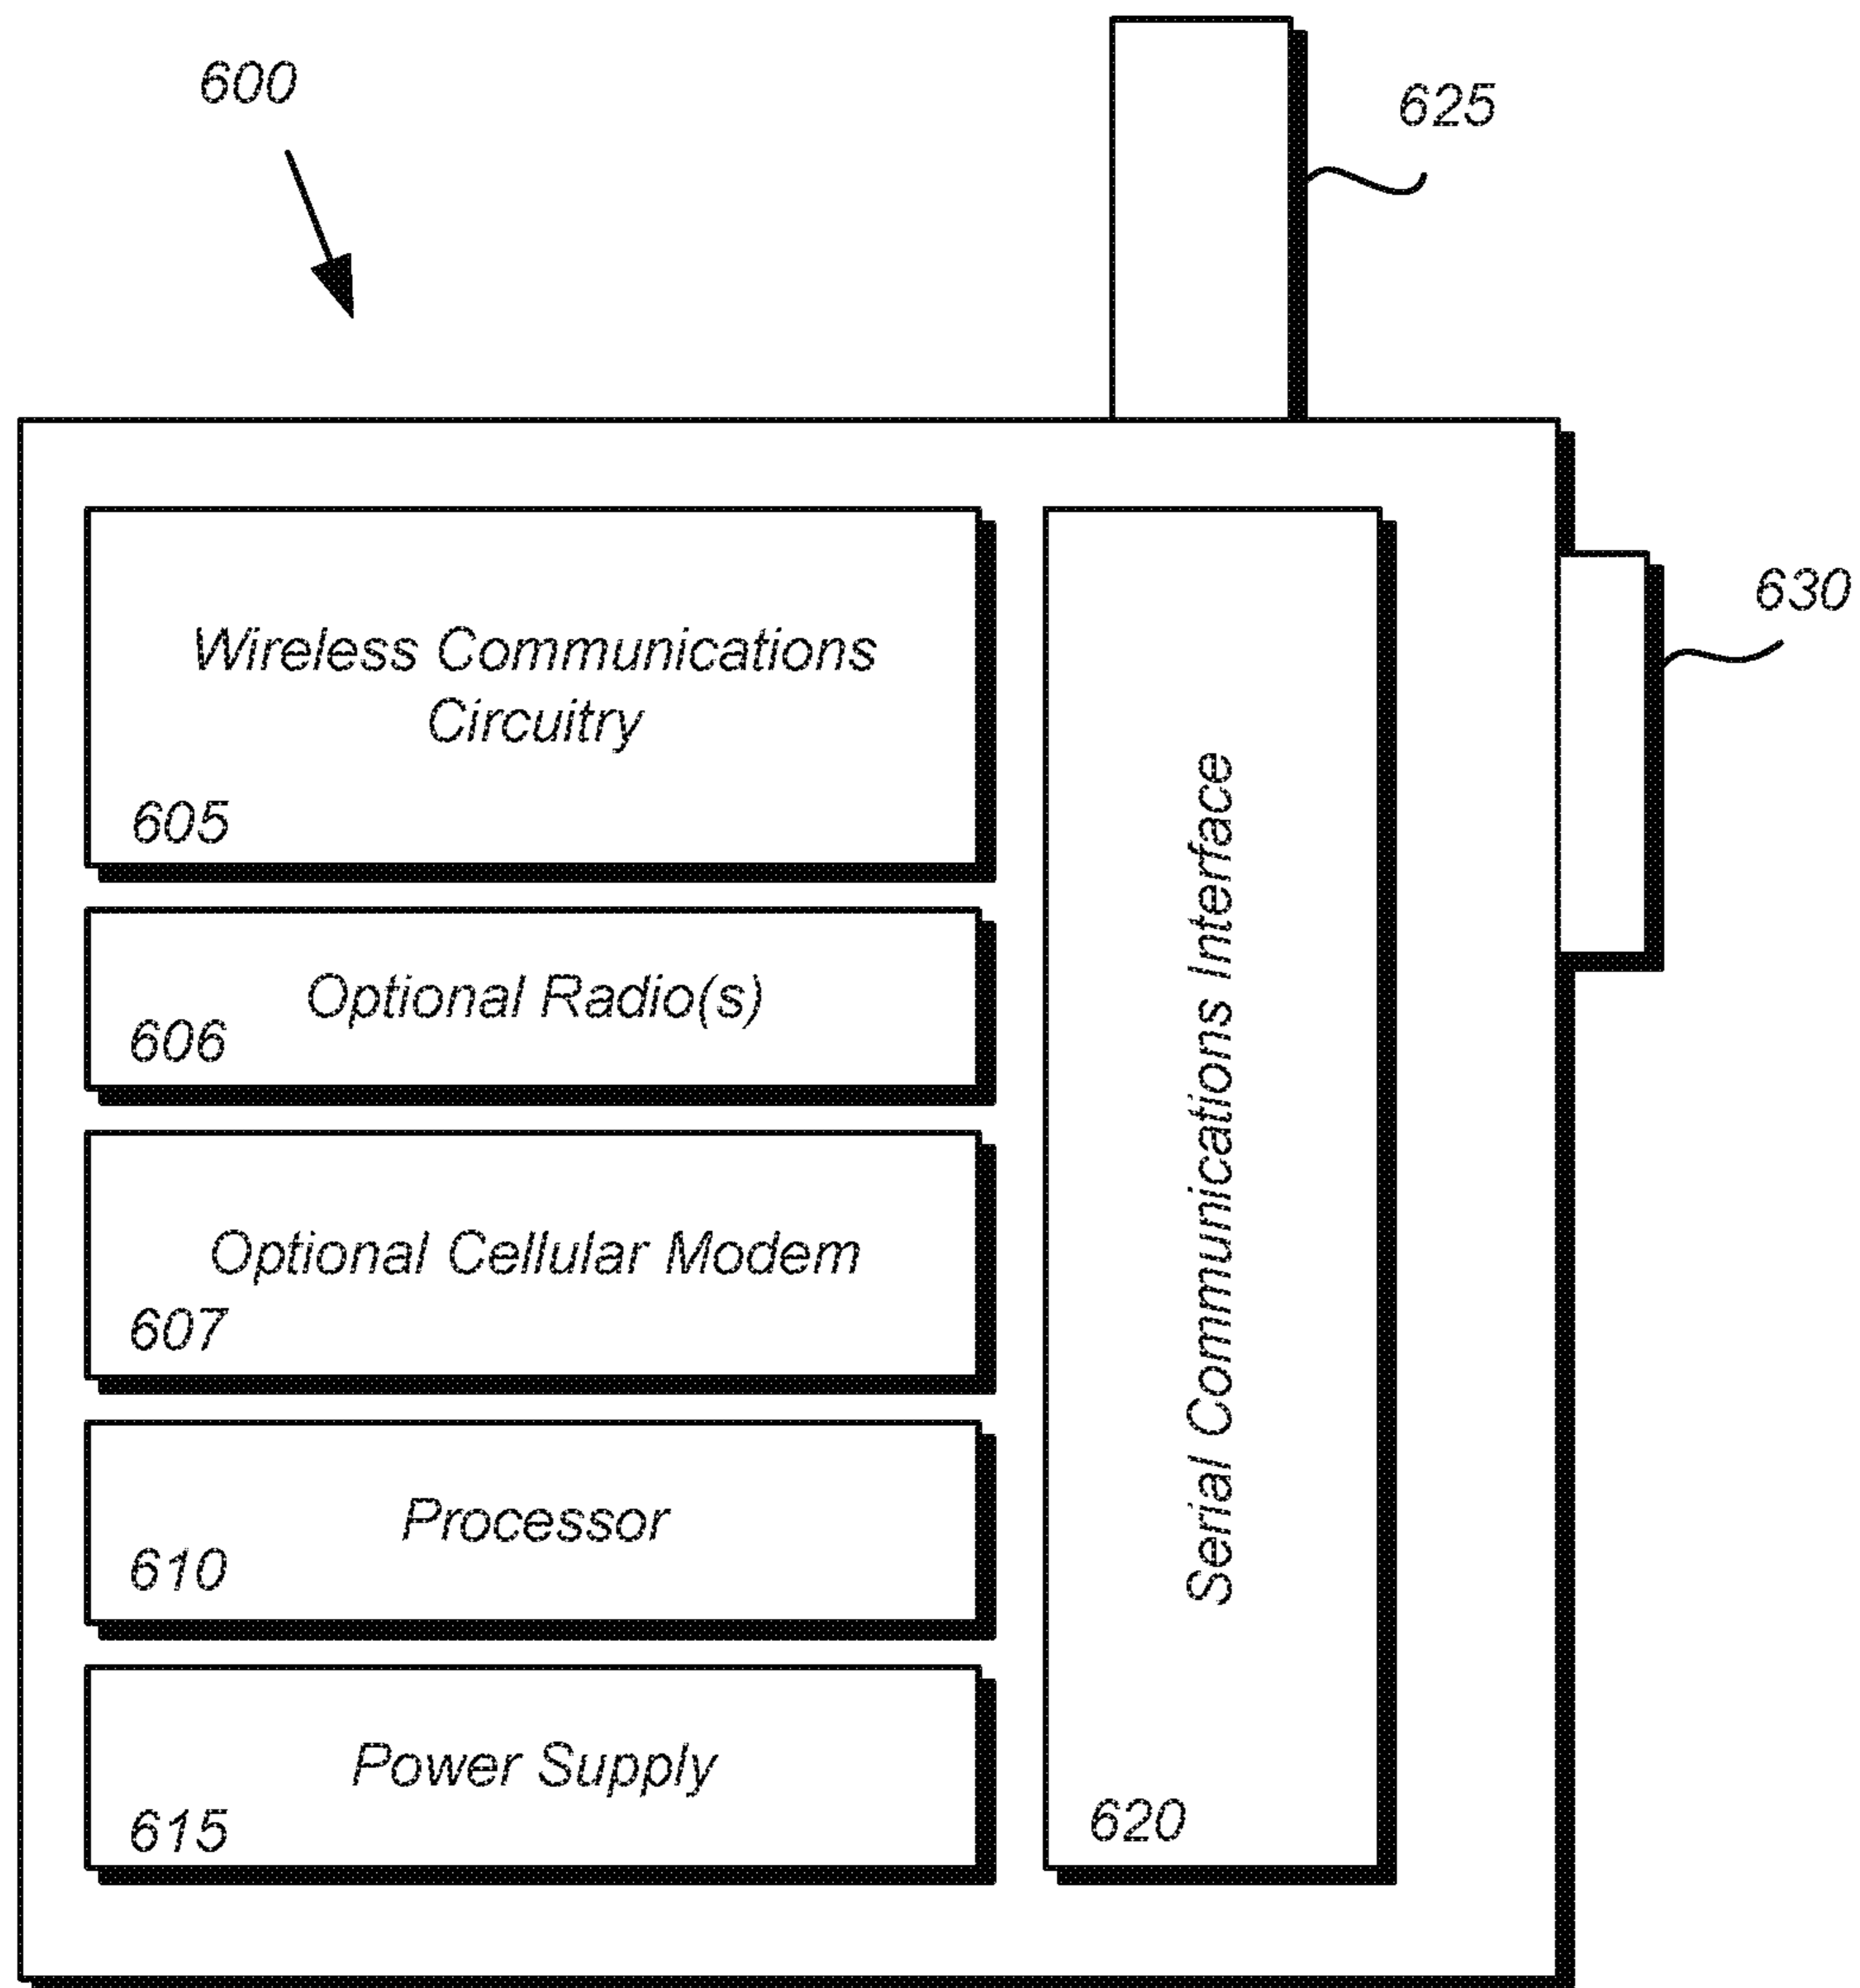 600
625
630
Wireless Communications
Circuitry
605
Optional Radio(s)
606
Optional Cellular Modem
607
Processor
610
Power Supply
615
Serial Communications Interface
620